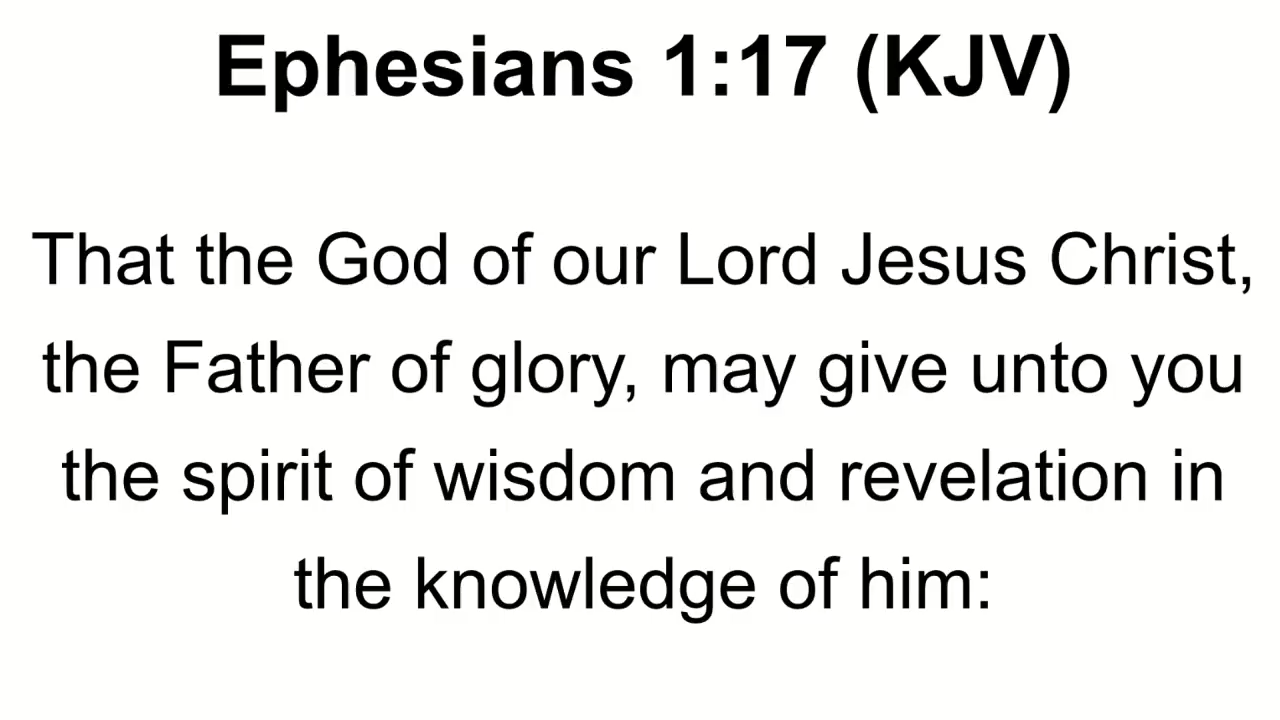 Ephesians 1:17 (KJV)
That the God of our Lord Jesus Christ,
the Father of glory, may give unto you
the spirit of wisdom and revelation in
the knowledge of him: